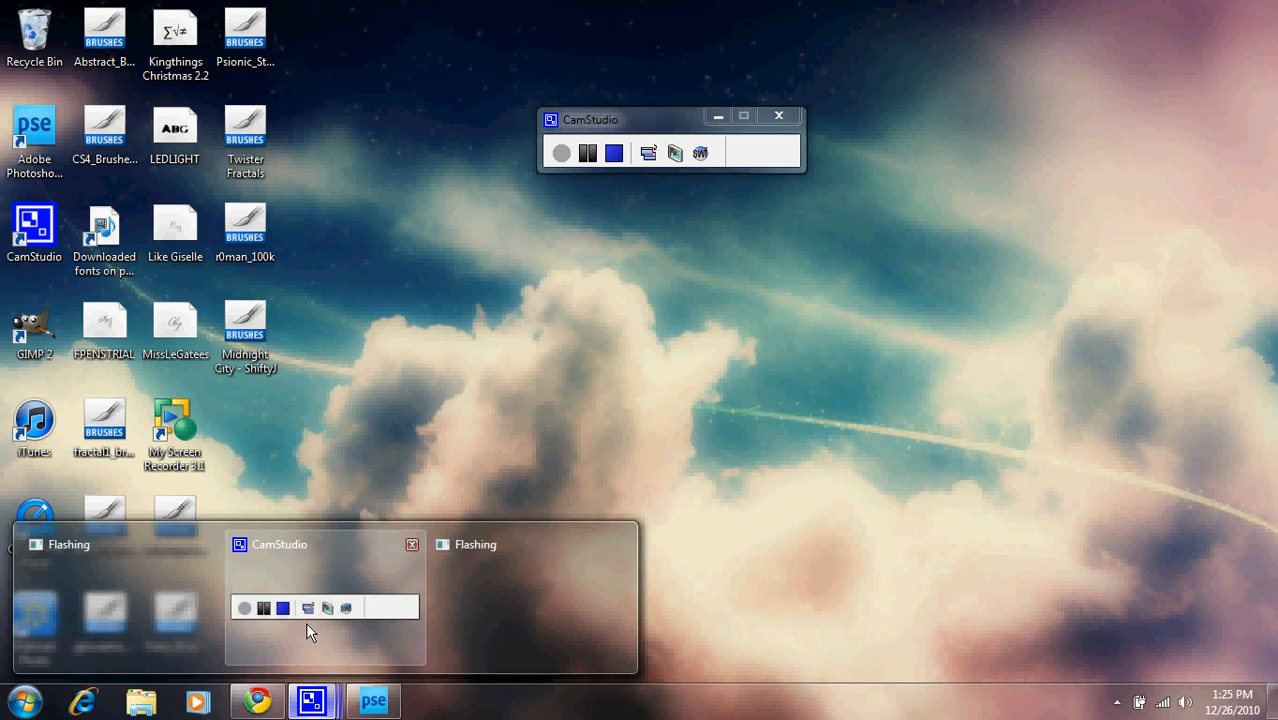 Recycle Bin
Abstract_B...
Kingthings
Christmas 2.2
Psionic_St...
BRUSHES
BRUSHES
∑√≠
pse
Adobe
Photosho...
BRUSHES
CS4_Brushe...
ABG
LEDLIGHT
BRUSHES
Twister
Fractals
CamStudio
Downloaded
fonts on p...
Like Giselle
BRUSHES
r0man_100k
GIMP 2
FPENSTRIAL
MissLeGatees
BRUSHES
Midnight
City - ShiftyJ
iTunes
BRUSHES
fractal1_br...
My Screen
Recorder 3.1
CamStudio
Flashing
CamStudio
Flashing
pse
1:25 PM
12/26/2010